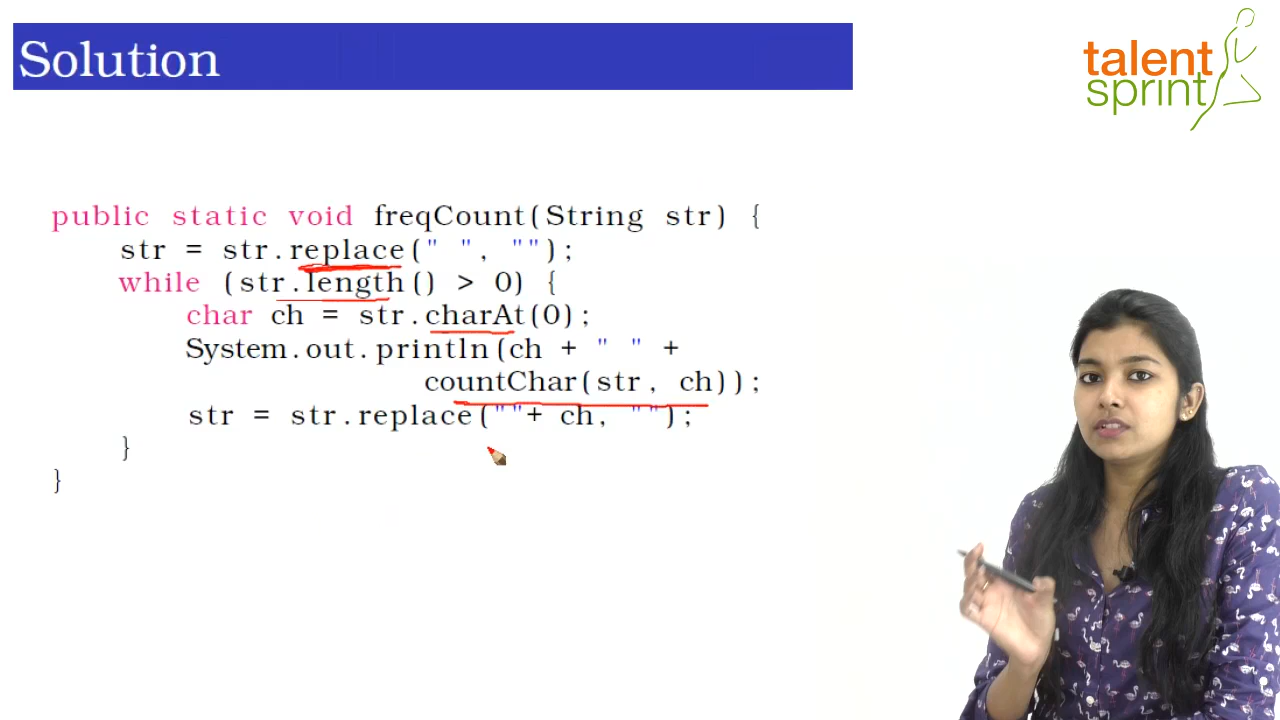 Solution
talent
sprint
public static void freqCount(String str) {
str = str.replace(" ", "");
while (str.length() > 0) {
char ch = str.charAt(0);
System.out.println(ch + " " +
countChar(str, ch));
str = str.replace(""+ ch, "");
}
}